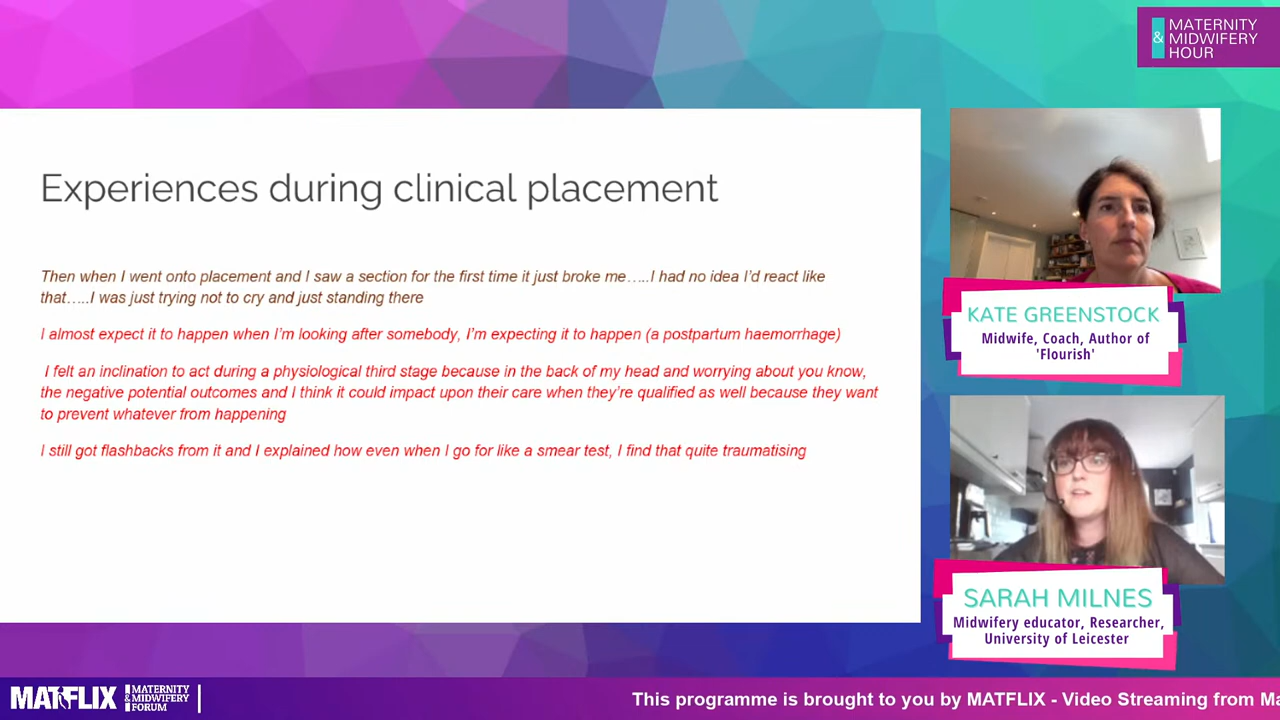 MATERNITY
& MIDWIFERY
HOUR
Experiences during clinical placement
Then when I went onto placement and I saw a section for the first time it just broke me…..I had no idea I'd react like
that…..I was just trying not to cry and just standing there
I almost expect it to happen when I'm looking after somebody, I'm expecting it to happen (a postpartum haemorrhage)
I felt an inclination to act during a physiological third stage because in the back of my head and worrying about you know,
the negative potential outcomes and I think it could impact upon their care when they're qualified as well because they want
to prevent whatever from happening
I still got flashbacks from it and I explained how even when I go for like a smear test, I find that quite traumatising
KATE GREENSTOCK
Midwife, Coach, Author of
'Flourish'
SARAH MILNES
Midwifery educator, Researcher,
University of Leicester
MATFLIX
MATERNITY
& MIDWIFERY
FORUM
This programme is brought to you by MATFLIX - Video Streaming from Ma